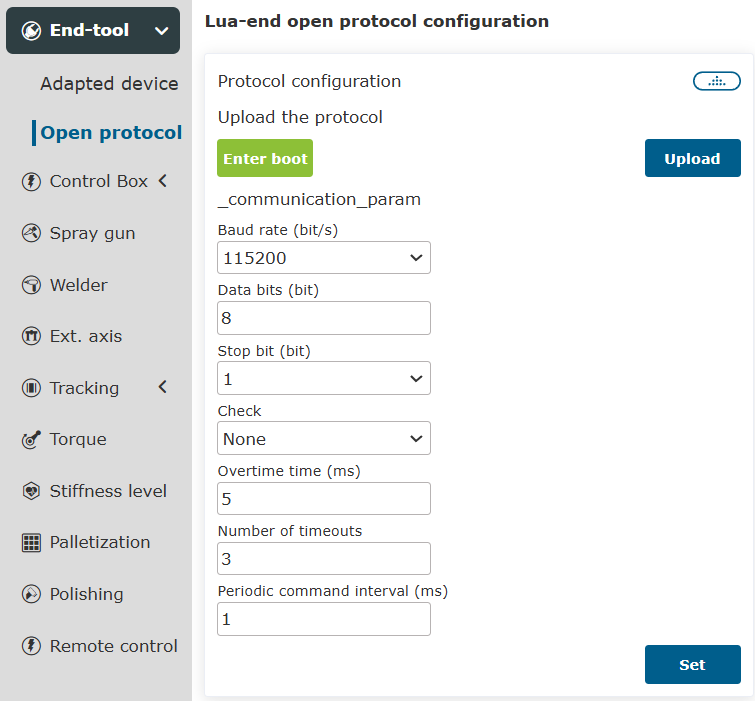 End-tool
Adapted device
Open protocol
Control Box
Spray gun
Welder
Ext. axis
Tracking
Torque
Stiffness level
Palletization
Polishing
Remote control
Lua-end open protocol configuration
Protocol configuration
Upload the protocol
Enter boot
Upload
_communication_param
Baud rate (bit/s)
115200
Data bits (bit)
8
Stop bit (bit)
1
Check
None
Overtime time (ms)
5
Number of timeouts
3
Periodic command interval (ms)
1
Set